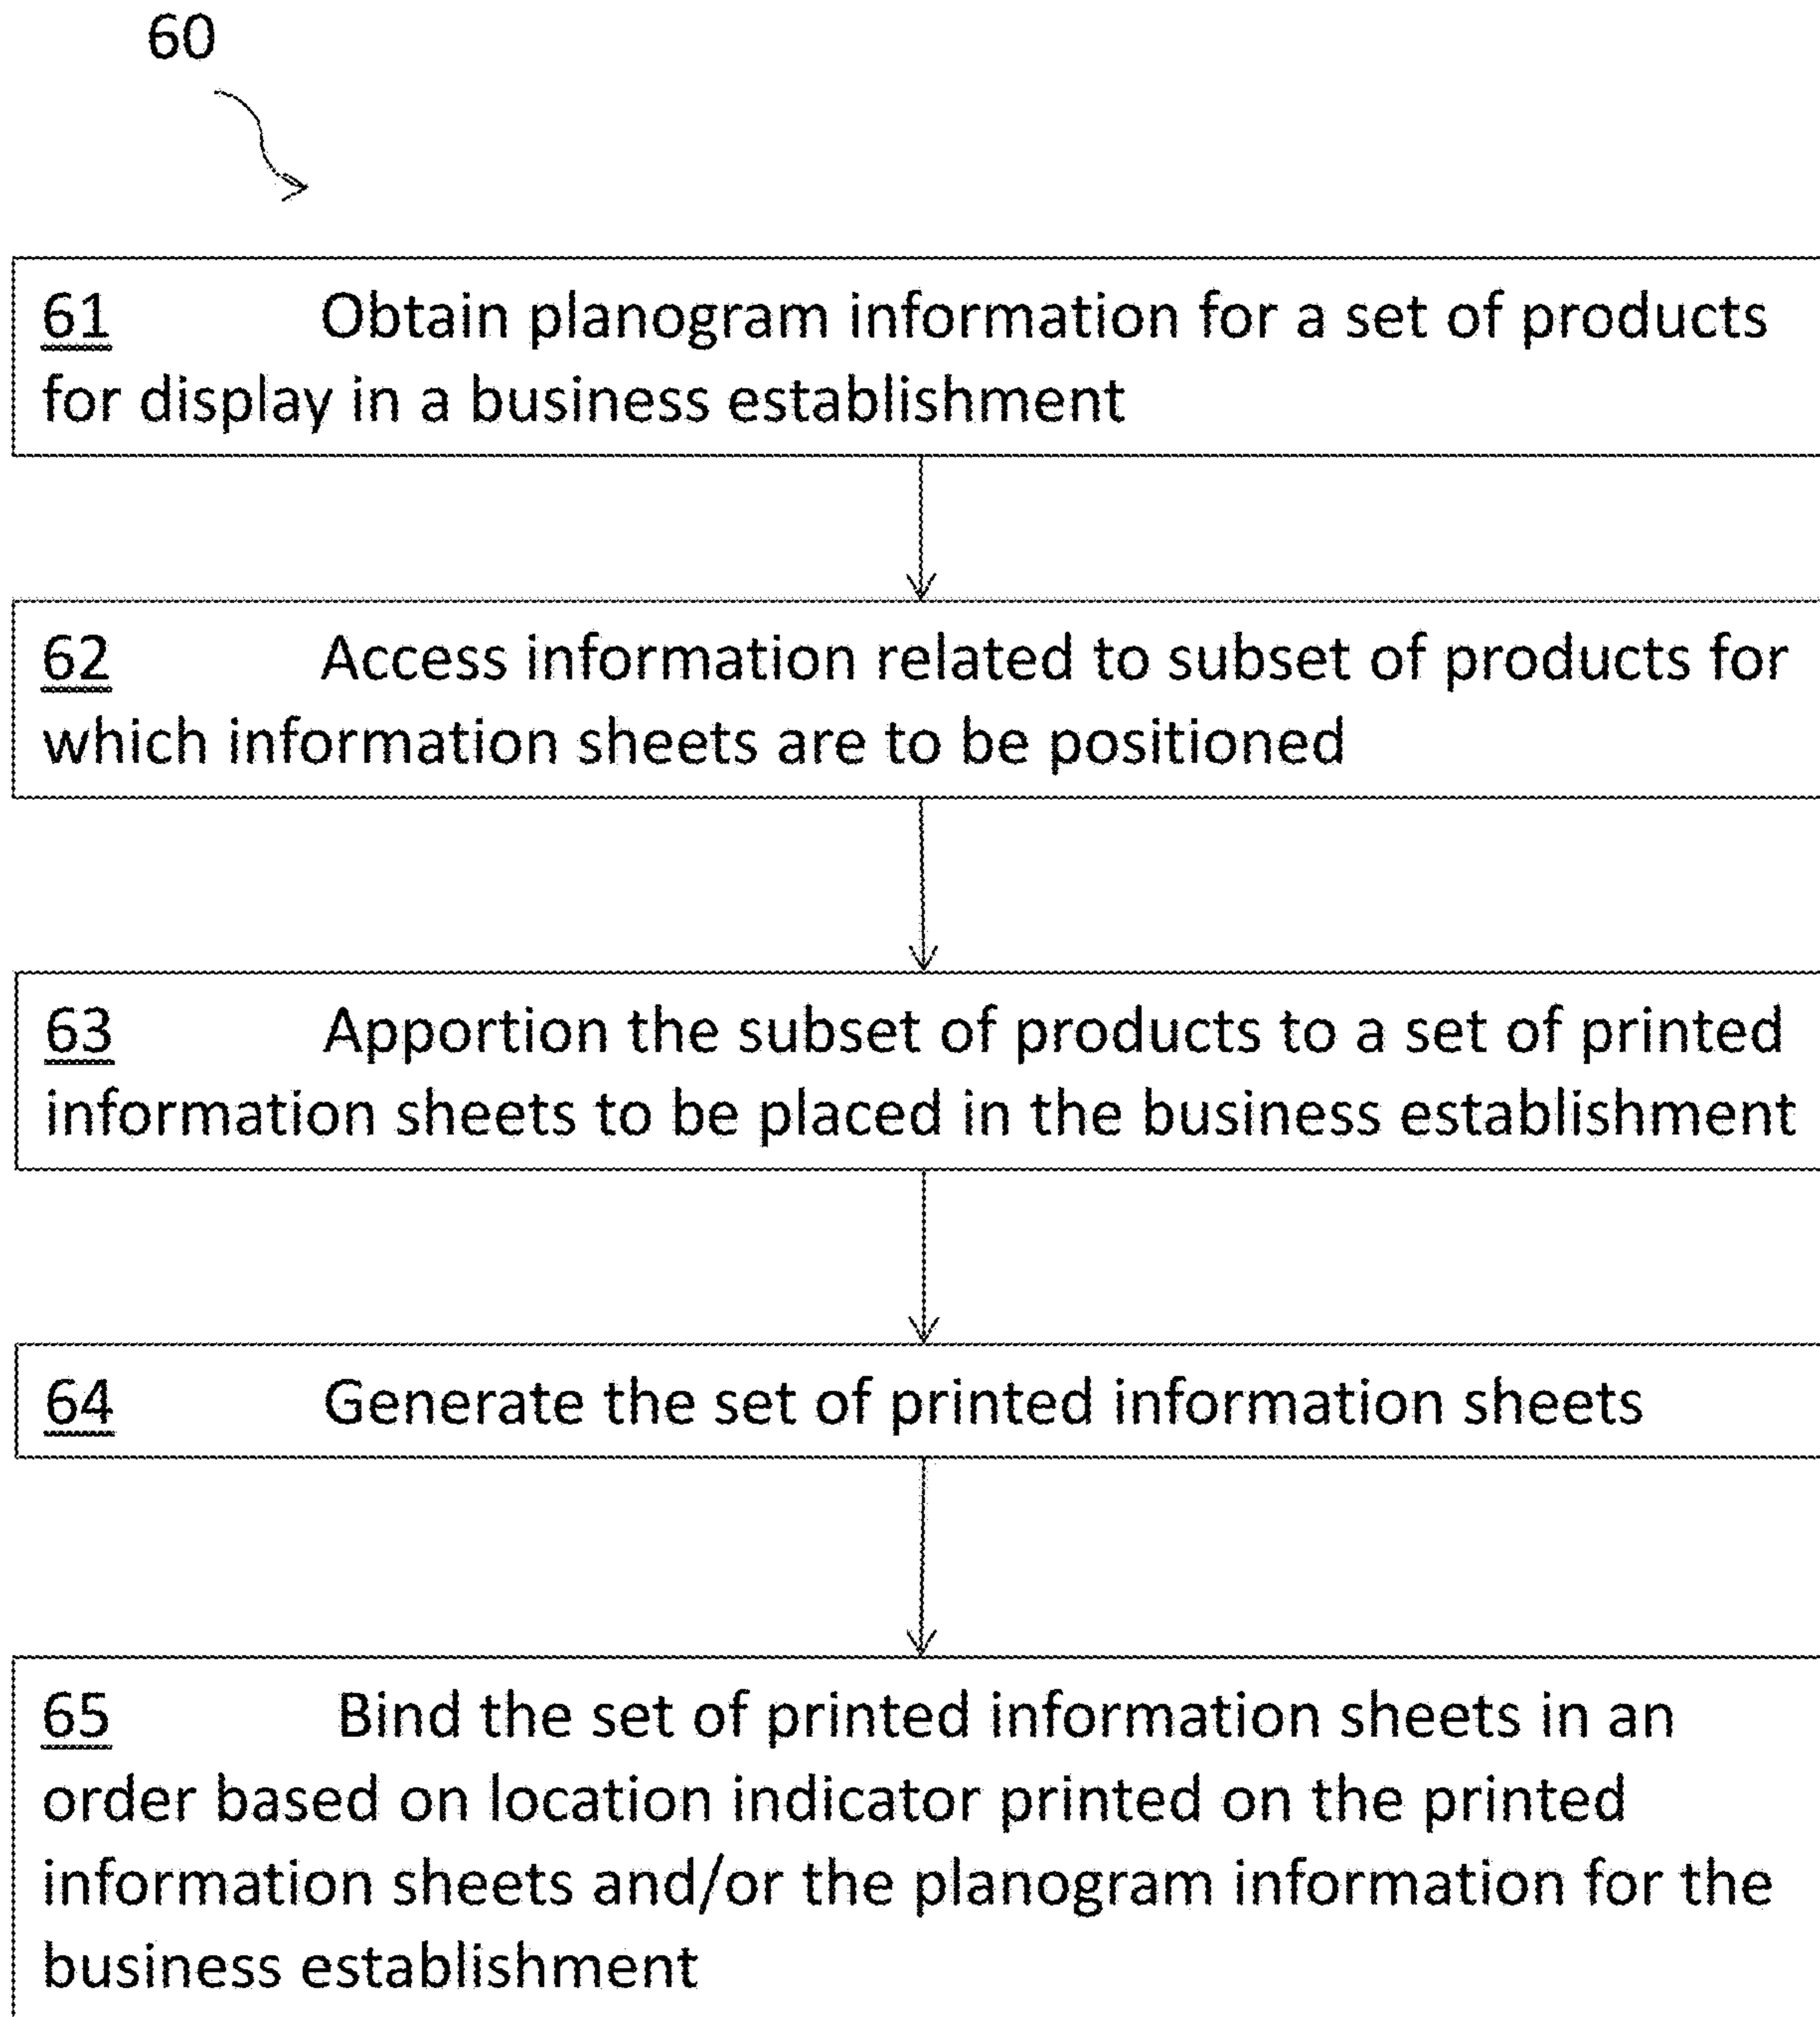 60
61 Obtain planogram information for a set of products
for display in a business establishment
62 Access information related to subset of products for
which information sheets are to be positioned
63 Apportion the subset of products to a set of printed
information sheets to be placed in the business establishment
64 Generate the set of printed information sheets
65 Bind the set of printed information sheets in an
order based on location indicator printed on the printed
information sheets and/or the planogram information for the
business establishment